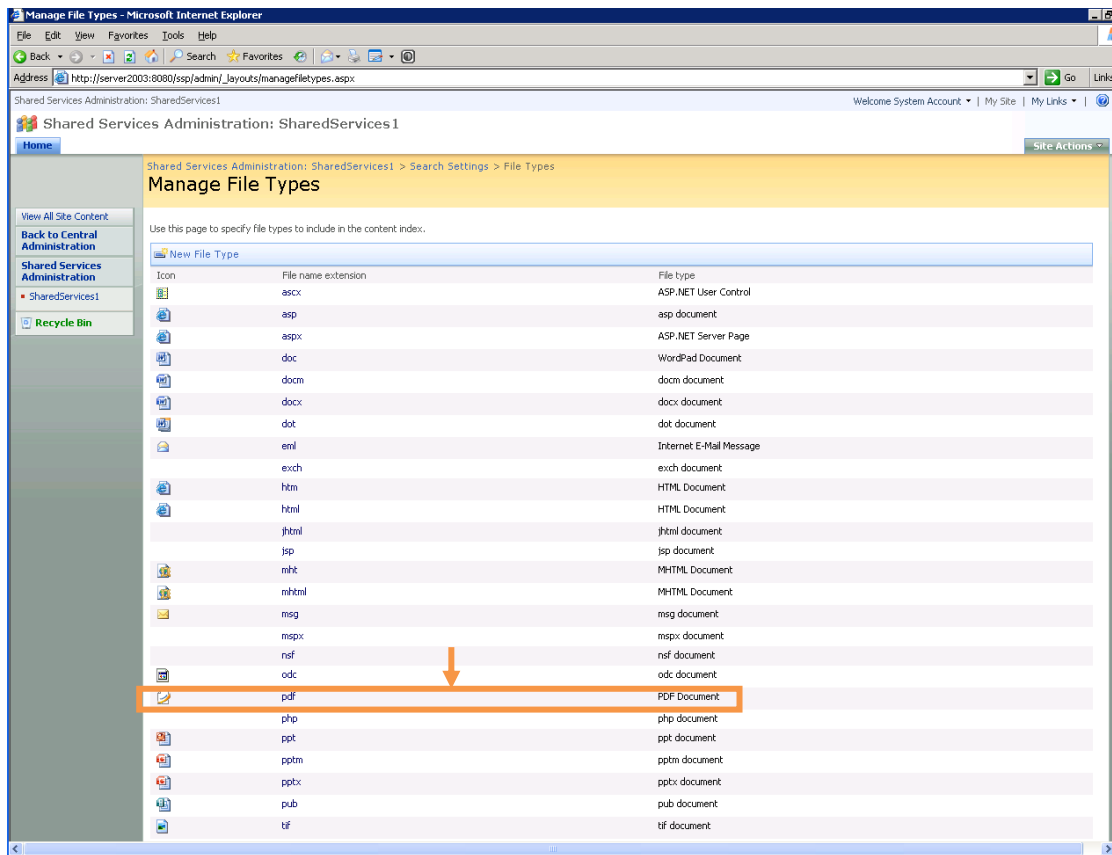 Manage File Types - Microsoft Internet Explorer
File Edit View Favorites Tools Help
Back Search Favorites
Address http://server2003:8080/ssp/admin/_layouts/managefiletypes.aspx Go Links
Shared Services Administration: SharedServices1 Welcome System Account | My Site | My Links |
Shared Services Administration: SharedServices1
Home Site Actions
Shared Services Administration: SharedServices1 > Search Settings > File Types
Manage File Types
View All Site Content
Back to Central
Administration
Shared Services
Administration
SharedServices1
Recycle Bin
Use this page to specify file types to include in the content index.
New File Type
Icon File name extension File type
ascx ASP.NET User Control
asp asp document
aspx ASP.NET Server Page
doc WordPad Document
docm docm document
docx docx document
dot dot document
eml Internet E-Mail Message
exch exch document
htm HTML Document
html HTML Document
jhtml jhtml document
jsp jsp document
mht MHTML Document
mhtml MHTML Document
msg msg document
mspx mspx document
nsf nsf document
odc odc document
pdf PDF Document
php php document
ppt ppt document
pptm pptm document
pptx pptx document
pub pub document
tif tif document